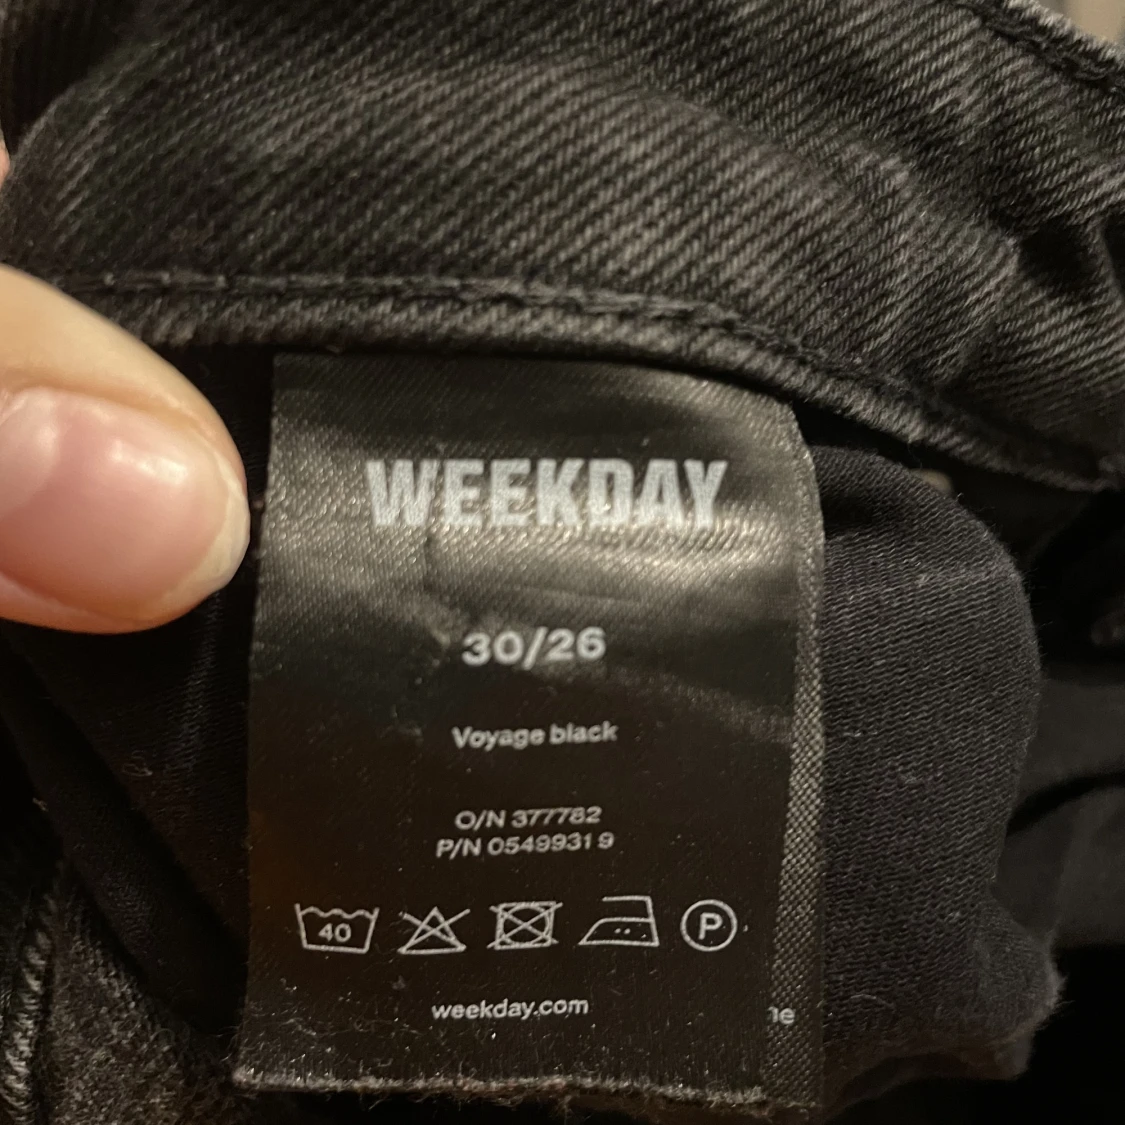 WEEKDAY
30/26
Voyage black
O/N 377782
P/N 0549931 9
40
P
weekday.com